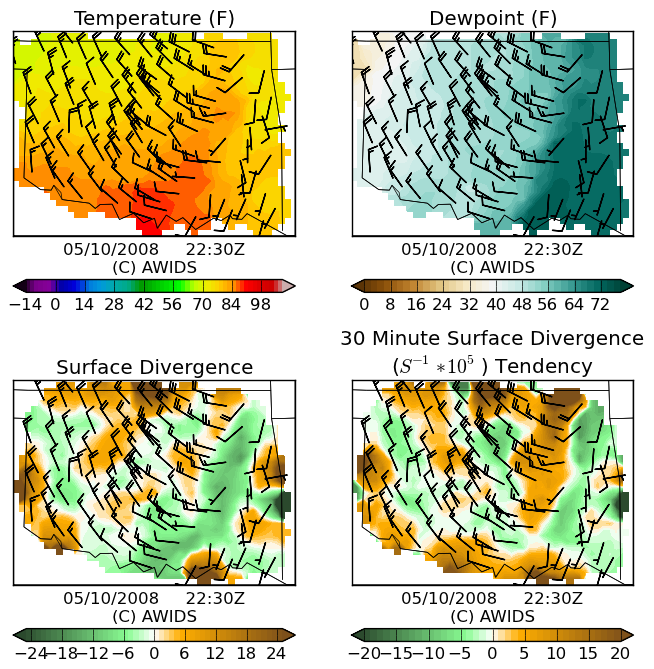 Temperature (F)
Dewpoint (F)
05/10/2008 22:30Z
(C) AWIDS
05/10/2008 22:30Z
(C) AWIDS
−14 0 14 28 42 56 70 84 98
0 8 16 24 32 40 48 56 64 72
Surface Divergence
30 Minute Surface Divergence
(S⁻¹ *10⁵ ) Tendency
05/10/2008 22:30Z
(C) AWIDS
05/10/2008 22:30Z
(C) AWIDS
−24 −18 −12 −6 0 6 12 18 24
−20 −15 −10 −5 0 5 10 15 20